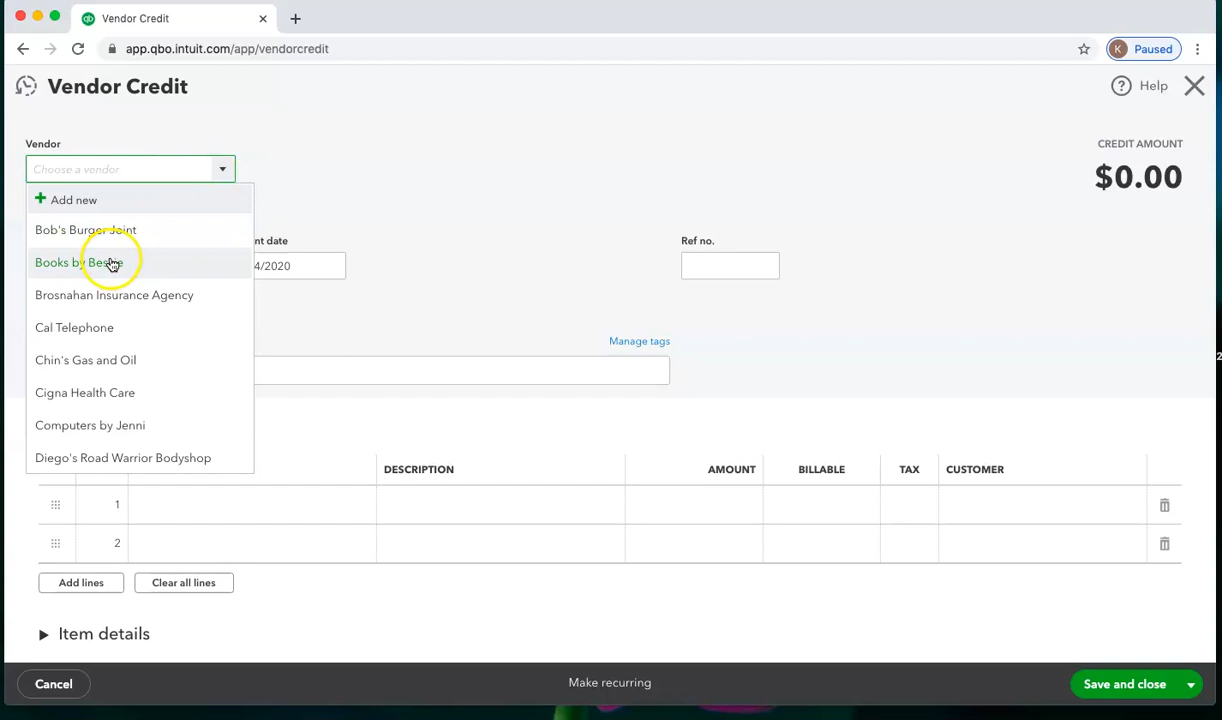 Vendor Credit
app.qbo.intuit.com/app/vendorcredit
K Paused
Vendor Credit
? Help
Vendor
Choose a vendor
CREDIT AMOUNT
$0.00
Add new
Bob's Burger Joint
Books by
Brosnahan Insurance Agency
Cal Telephone
Chin's Gas and Oil
Cigna Health Care
Computers by Jenni
Diego's Road Warrior Bodyshop
nt date
4/2020
Ref no.
Manage tags
DESCRIPTION AMOUNT BILLABLE TAX CUSTOMER
1
2
Add lines Clear all lines
Item details
Cancel Make recurring Save and close